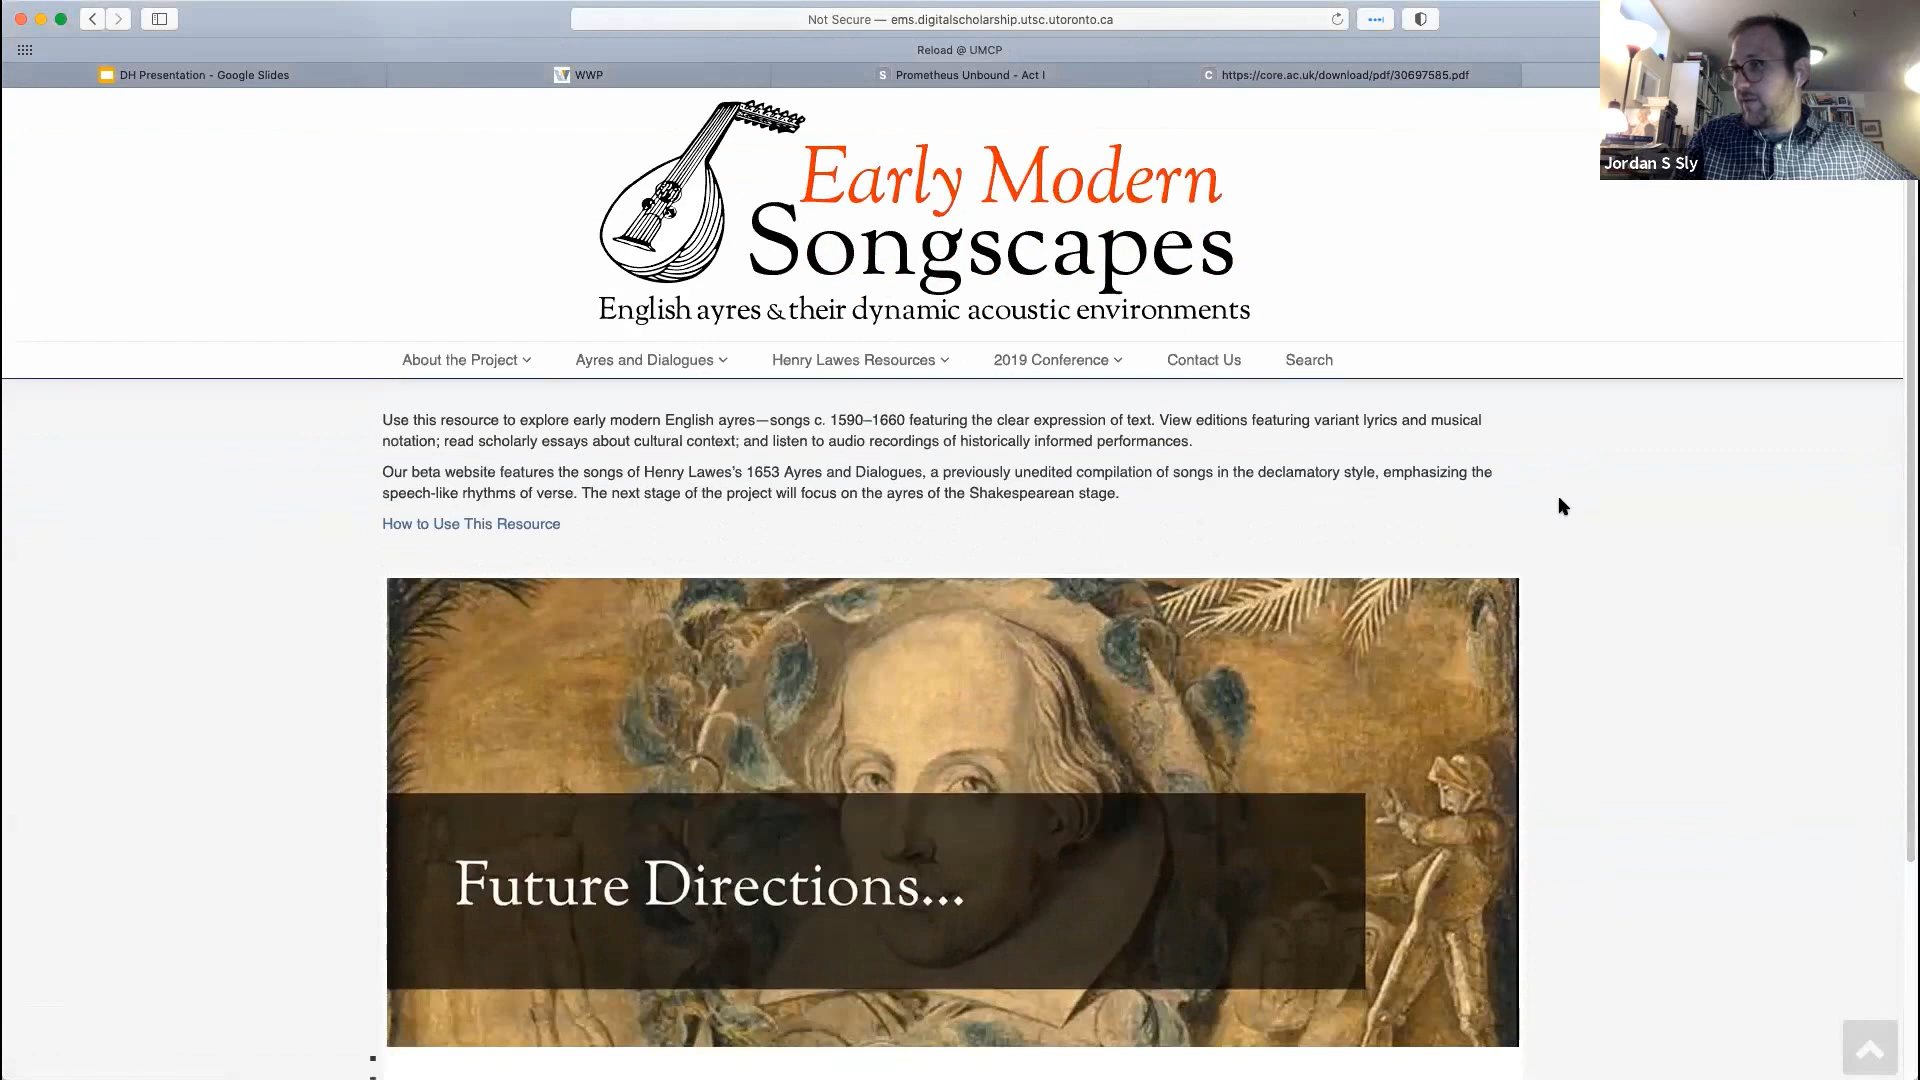 Not Secure — ems.digitalscholarship.utsc.utoronto.ca
Reload @ UMCP
DH Presentation - Google Slides
WWP
S Prometheus Unbound - Act I
C https://core.ac.uk/download/pdf/30697585.pdf
Jordan S Sly
Early Modern
Songscapes
English ayres & their dynamic acoustic environments
About the Project
Ayres and Dialogues
Henry Lawes Resources
2019 Conference
Contact Us
Search
Use this resource to explore early modern English ayres—songs c. 1590–1660 featuring the clear expression of text. View editions featuring variant lyrics and musical
notation; read scholarly essays about cultural context; and listen to audio recordings of historically informed performances.
Our beta website features the songs of Henry Lawes's 1653 Ayres and Dialogues, a previously unedited compilation of songs in the declamatory style, emphasizing the
speech-like rhythms of verse. The next stage of the project will focus on the ayres of the Shakespearean stage.
How to Use This Resource
Future Directions...